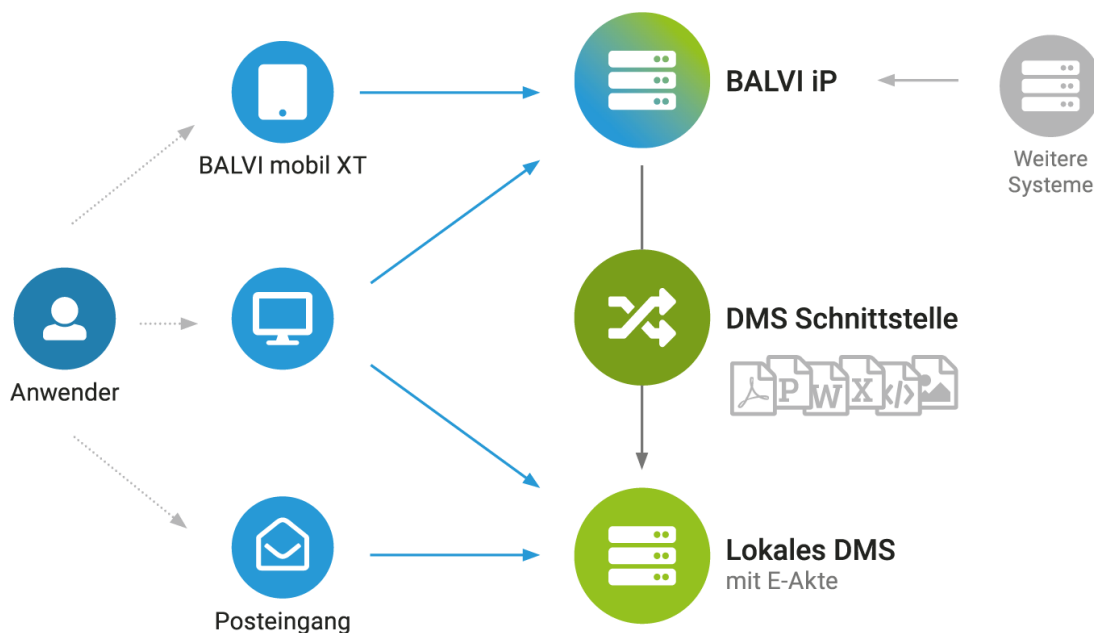 BALVI mobil XT
BALVI iP
Weitere
Systeme
Anwender
DMS Schnittstelle
P
W
X
</>
Lokales DMS
mit E-Akte
Posteingang